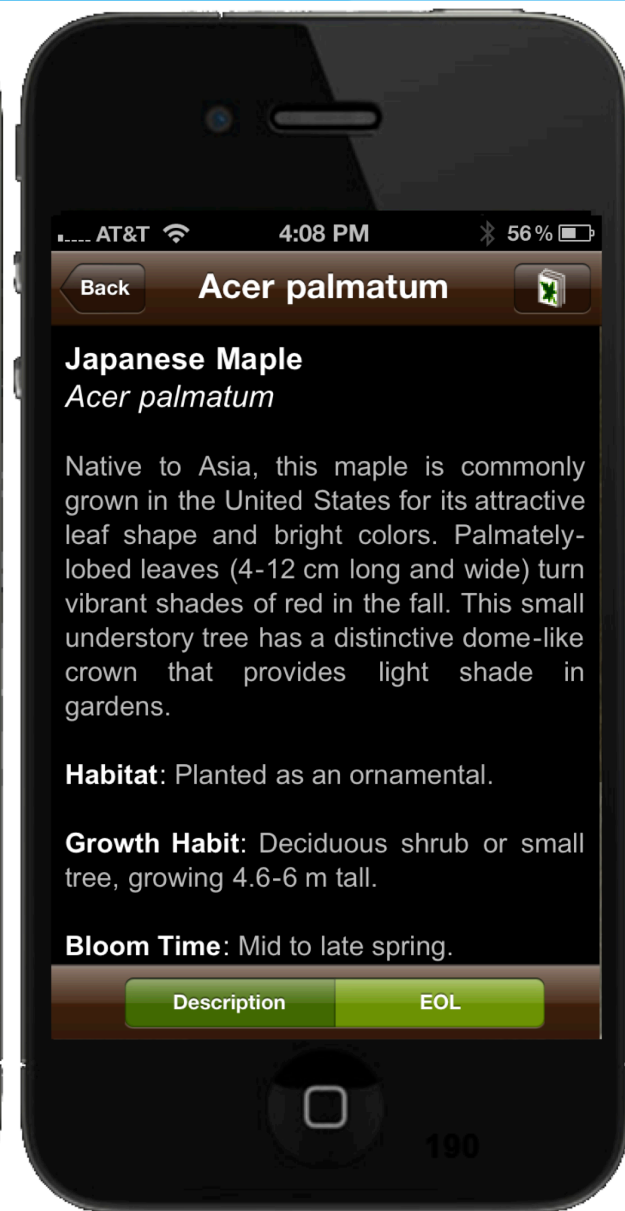 AT&T 4:08 PM 56%
Back Acer palmatum
Japanese Maple
Acer palmatum
Native to Asia, this maple is commonly
grown in the United States for its attractive
leaf shape and bright colors. Palmately-
lobed leaves (4-12 cm long and wide) turn
vibrant shades of red in the fall. This small
understory tree has a distinctive dome-like
crown that provides light shade in
gardens.
Habitat: Planted as an ornamental.
Growth Habit: Deciduous shrub or small
tree, growing 4.6-6 m tall.
Bloom Time: Mid to late spring.
Description EOL
190